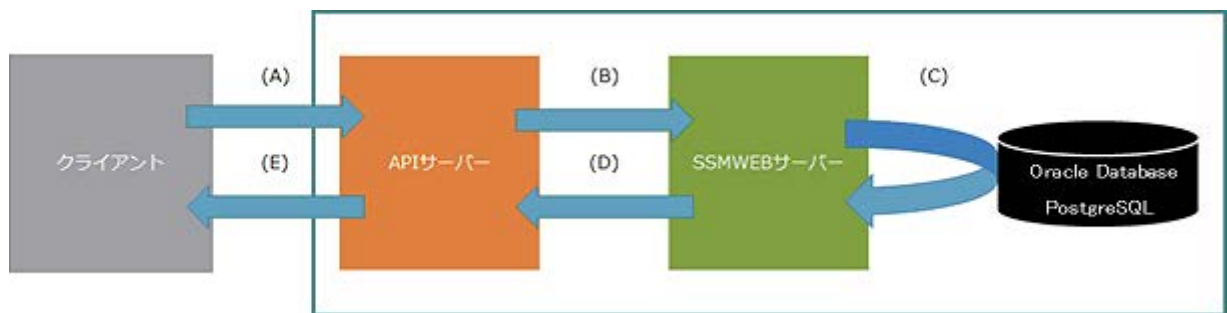 (A)
(B)
(C)
クライアント
(E)
APIサーバー
(D)
SSMWEBサーバー
Oracle Database
PostgreSQL